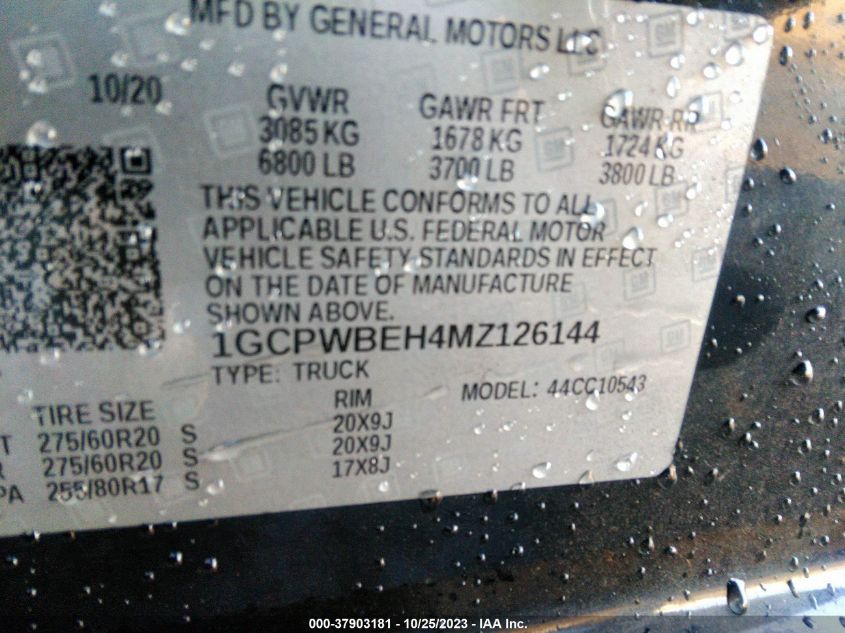 MFD BY GENERAL MOTORS LLC
10/20 GVWR GAWR FRT GAWR RR
3085 KG 1678 KG 1724 KG
6800 LB 3700 LB 3800 LB
THIS VEHICLE CONFORMS TO ALL
APPLICABLE U.S. FEDERAL MOTOR
VEHICLE SAFETY STANDARDS IN EFFECT
ON THE DATE OF MANUFACTURE
SHOWN ABOVE.
1GCPWBEH4MZ126144
TYPE: TRUCK MODEL: 44CC10543
TIRE SIZE RIM
T 275/60R20 S 20X9J
R 275/60R20 S 20X9J
PA 255/80R17 S 17X8J
000-37903181 - 10/25/2023 - IAA Inc.